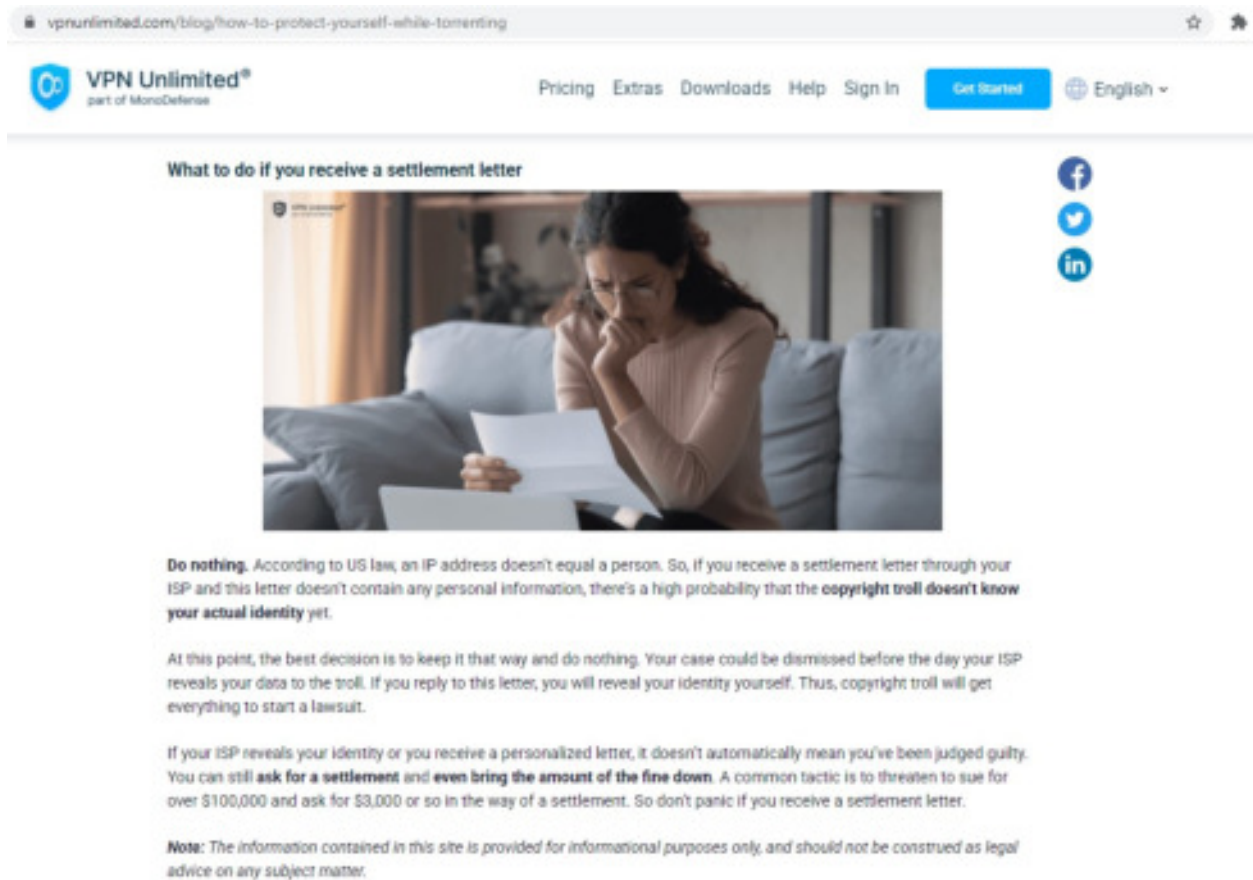 vpnunlimited.com/blog/how-to-protect-yourself-while-torrenting
VPN Unlimited®
part of MonoDefense
Pricing Extras Downloads Help Sign In Get Started English
What to do if you receive a settlement letter
VPN Unlimited®
Do nothing. According to US law, an IP address doesn't equal a person. So, if you receive a settlement letter through your
ISP and this letter doesn't contain any personal information, there's a high probability that the copyright troll doesn't know
your actual identity yet.
At this point, the best decision is to keep it that way and do nothing. Your case could be dismissed before the day your ISP
reveals your data to the troll. If you reply to this letter, you will reveal your identity yourself. Thus, copyright troll will get
everything to start a lawsuit.
If your ISP reveals your identity or you receive a personalized letter, it doesn't automatically mean you've been judged guilty.
You can still ask for a settlement and even bring the amount of the fine down. A common tactic is to threaten to sue for
over $100,000 and ask for $3,000 or so in the way of a settlement. So don't panic if you receive a settlement letter.
Note: The information contained in this site is provided for informational purposes only, and should not be construed as legal
advice on any subject matter.